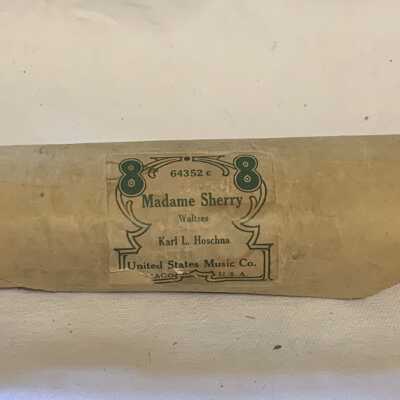 8 64352 c 8
Madame Sherry
Waltzes
Karl L. Hoschna
United States Music Co.
U.S.A.